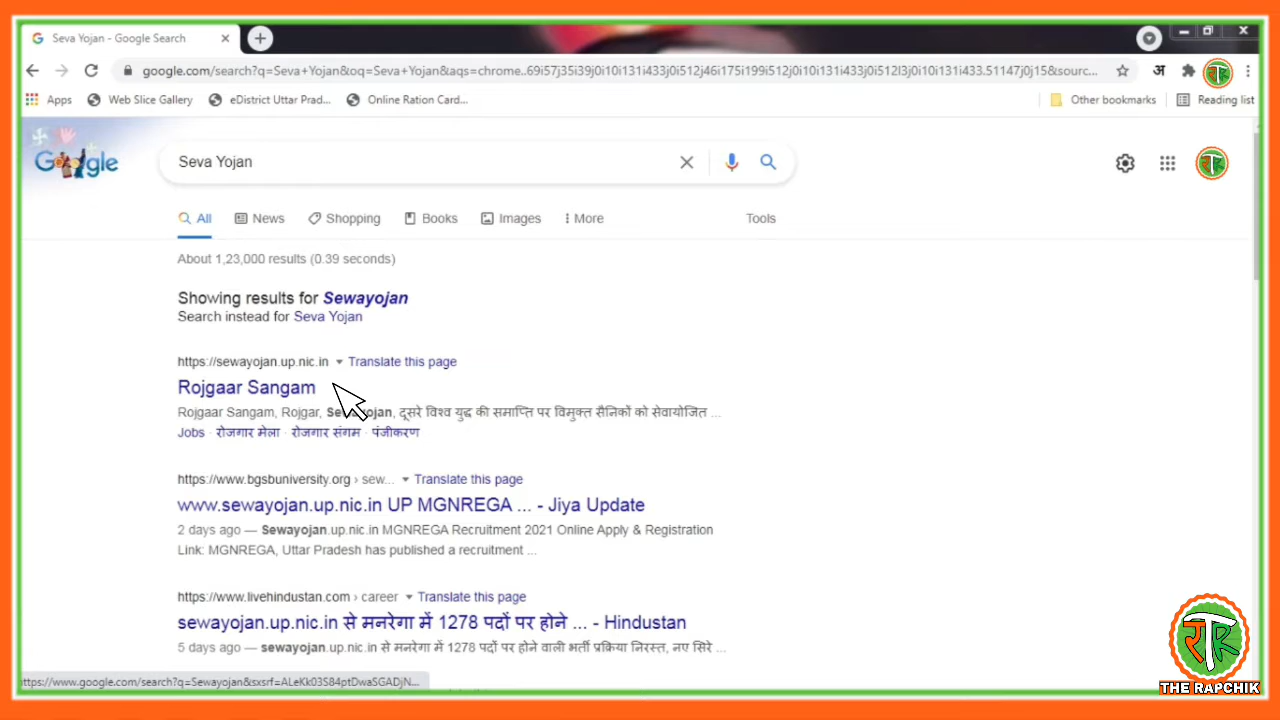 Seva Yojan - Google Search
google.com/search?q=Seva+Yojan&oq=Seva+Yojan&aqs=chrome..69i57j35i39j0i10i131i433j0i512j46i175i199i512j0i10i131i433j0i512l3j0i10i131i433.51147j0j15&sourc...
अ
Apps Web Slice Gallery eDistrict Uttar Prad... Online Ration Card... Other bookmarks Reading list
Google
Seva Yojan
All News Shopping Books Images More Tools
About 1,23,000 results (0.39 seconds)
Showing results for Sewayojan
Search instead for Seva Yojan
https://sewayojan.up.nic.in Translate this page
Rojgaar Sangam
Rojgaar Sangam, Rojgar, Sewayojan, दूसरे विश्व युद्ध की समाप्ति पर विमुक्त सैनिकों को सेवायोजित ...
Jobs · रोजगार मेला · रोजगार संगम · पंजीकरण
https://www.bgsbuniversity.org › sew... Translate this page
www.sewayojan.up.nic.in UP MGNREGA ... - Jiya Update
2 days ago — Sewayojan.up.nic.in MGNREGA Recruitment 2021 Online Apply & Registration
Link: MGNREGA, Uttar Pradesh has published a recruitment ...
https://www.livehindustan.com › career Translate this page
sewayojan.up.nic.in से मनरेगा में 1278 पदों पर होने ... - Hindustan
5 days ago — sewayojan.up.nic.in से मनरेगा में 1278 पदों पर होने वाली भर्ती प्रक्रिया निरस्त, नए सिरे ...
https://www.google.com/search?q=Sewayojan&sxsrf=ALeKk03S84ptDwaSGADjN...
THE RAPCHIK